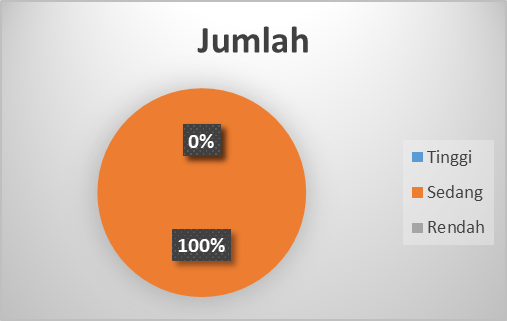 Jumlah
0%
100%
Tinggi
Sedang
Rendah